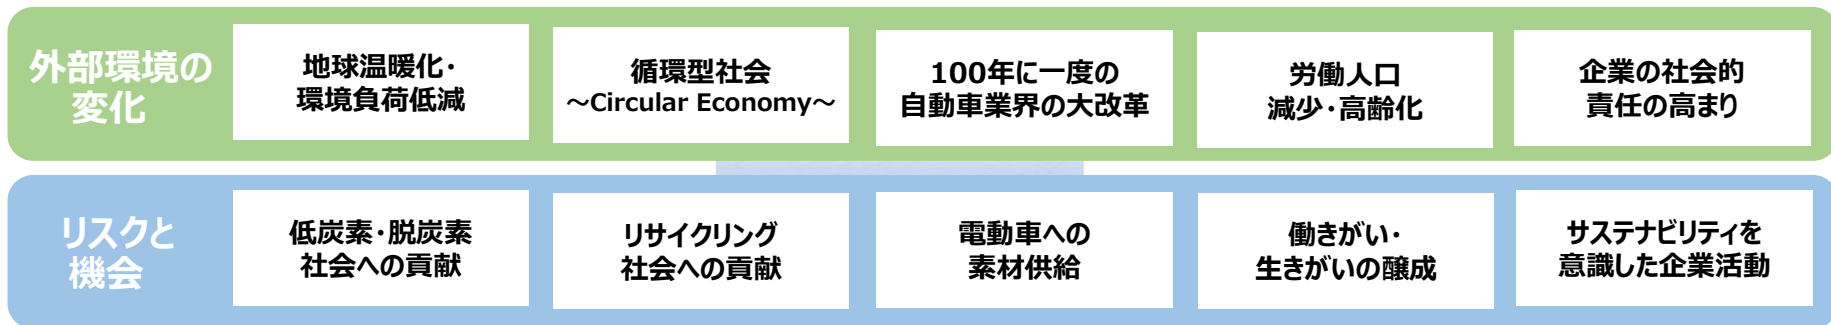 外部環境の
変化
地球温暖化・
環境負荷低減
循環型社会
～Circular Economy～
100年に一度の
自動車業界の大改革
労働人口
減少・高齢化
企業の社会的
責任の高まり
リスクと
機会
低炭素・脱炭素
社会への貢献
リサイクリング
社会への貢献
電動車への
素材供給
働きがい・
生きがいの醸成
サステナビリティを
意識した企業活動